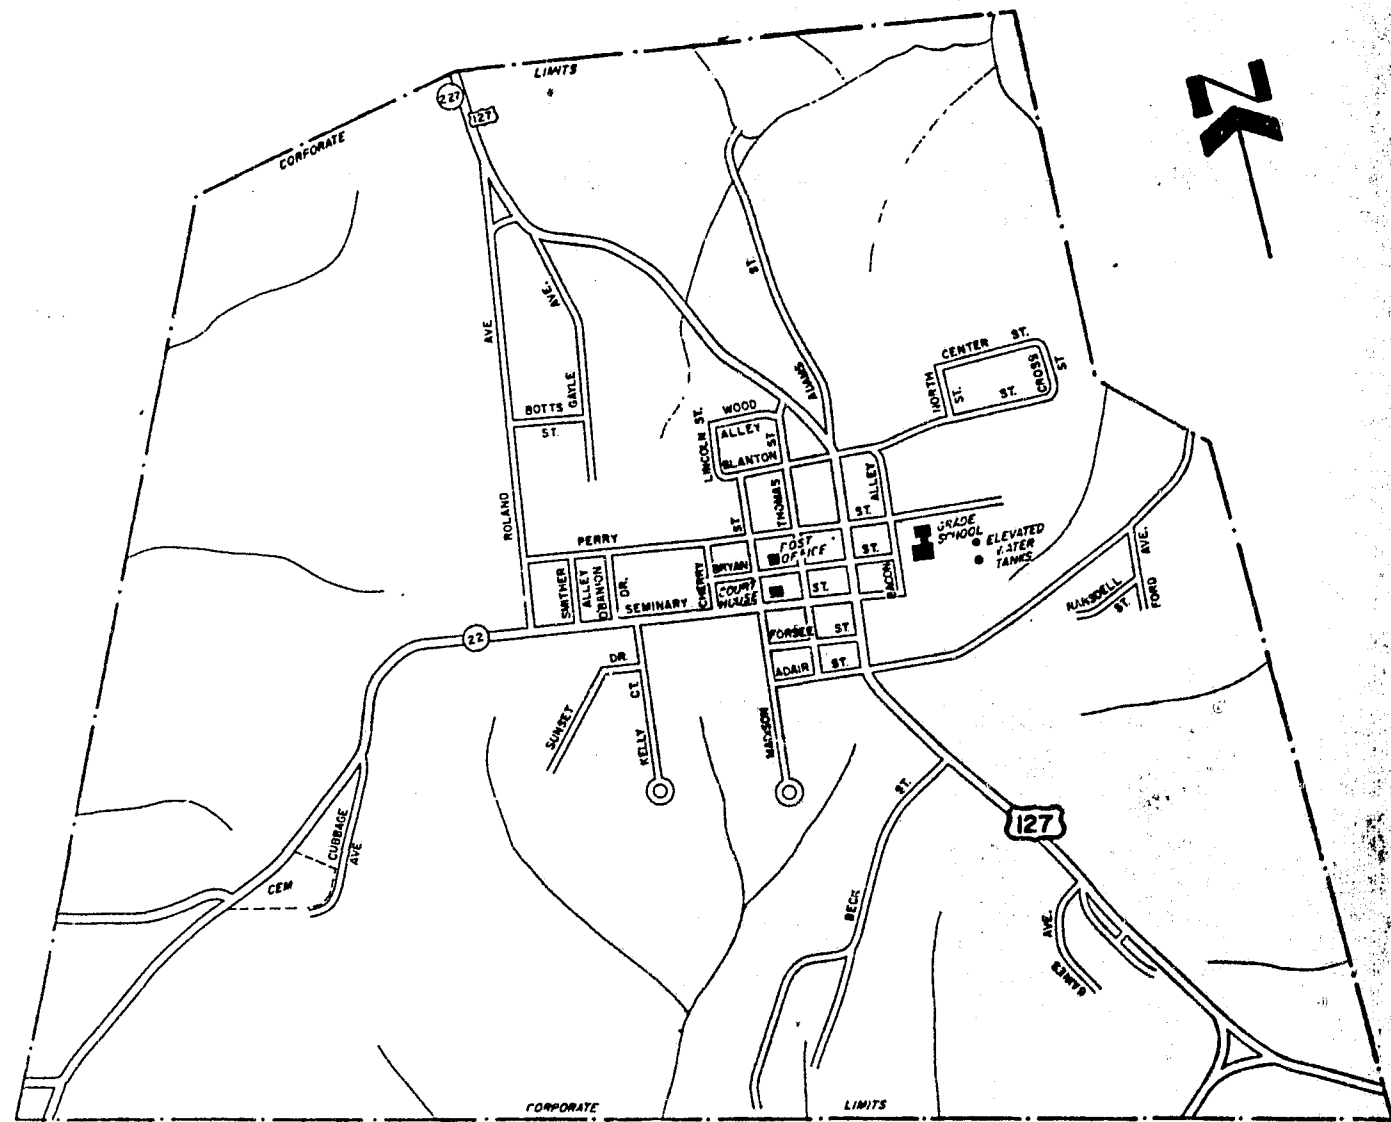 N
LIMITS
227
127
CORPORATE
ST.
AVE.
AVE
CENTER ST.
NORTH ST.
ST.
CROSS ST
ADAMS
GAYLE
BOTTS
ST.
WOOD
ALLEY
LINCOLN ST.
ST
BLANTON
THOMAS
ALLEY
ROLAND
ST.
ST
PERRY
GRADE
SCHOOL
ELEVATED
WATER
TANKS
POST
OFFICE
ST.
BRYAN
CHERRY
SMITHER
ALLEY
OBANION
DR.
SEMINARY
COURT
HOUSE
ST.
BACON
AVE.
FORD
RANSDELL
ST.
22
FORSEE ST.
ADAIR ST.
DR.
SUNSET
CT.
KELLY
MADISON
ST.
BECK
127
CUBBAGE
AVE
CEM
AVE.
GAINES
CORPORATE LIMITS